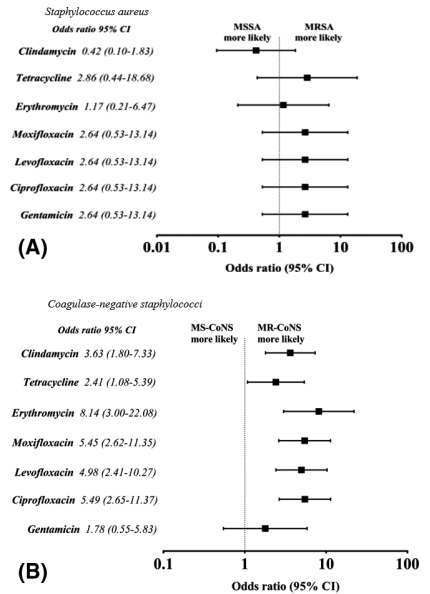 Staphylococcus aureus
Odds ratio 95% CI
MSSA more likely
MRSA more likely
Clindamycin 0.42 (0.10-1.83)
Tetracycline 2.86 (0.44-18.68)
Erythromycin 1.17 (0.21-6.47)
Moxifloxacin 2.64 (0.53-13.14)
Levofloxacin 2.64 (0.53-13.14)
Ciprofloxacin 2.64 (0.53-13.14)
Gentamicin 2.64 (0.53-13.14)
(A)
0.01 0.1 1 10 100
Odds ratio (95% CI)
Coagulase-negative staphylococci
Odds ratio 95% CI
MS-CoNS more likely
MR-CoNS more likely
Clindamycin 3.63 (1.80-7.33)
Tetracycline 2.41 (1.08-5.39)
Erythromycin 8.14 (3.00-22.08)
Moxifloxacin 5.45 (2.62-11.35)
Levofloxacin 4.98 (2.41-10.27)
Ciprofloxacin 5.49 (2.65-11.37)
Gentamicin 1.78 (0.55-5.83)
(B)
0.1 1 10 100
Odds ratio (95% CI)